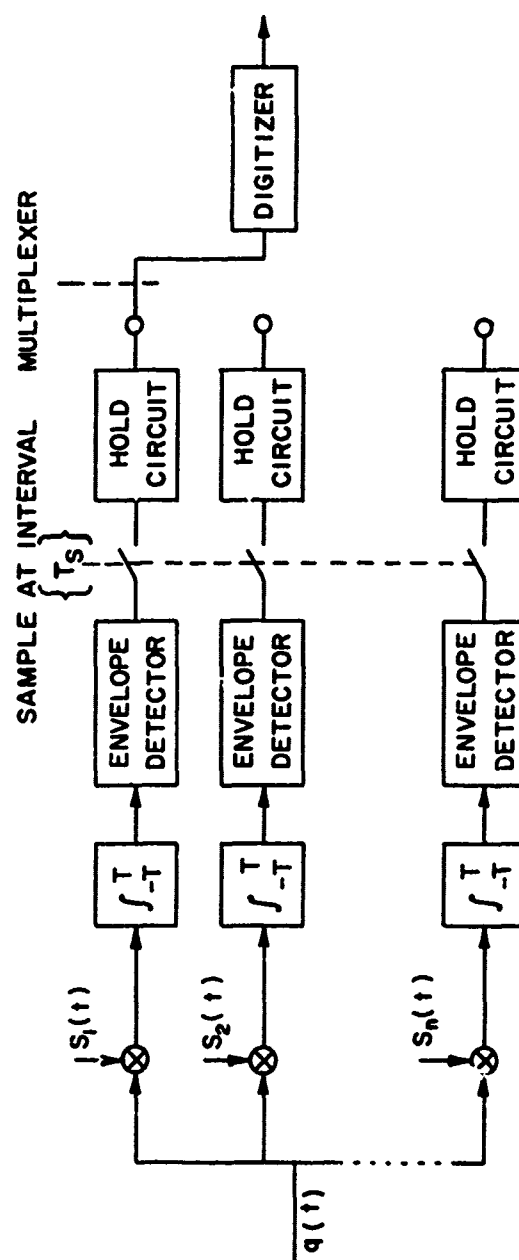 SAMPLE AT INTERVAL MULTIPLEXER
{T_S}
q(t)
S_1(t)
∫_{-T}^{T}
ENVELOPE
DETECTOR
HOLD
CIRCUIT
DIGITIZER
S_2(t)
∫_{-T}^{T}
ENVELOPE
DETECTOR
HOLD
CIRCUIT
S_n(t)
∫_{-T}^{T}
ENVELOPE
DETECTOR
HOLD
CIRCUIT